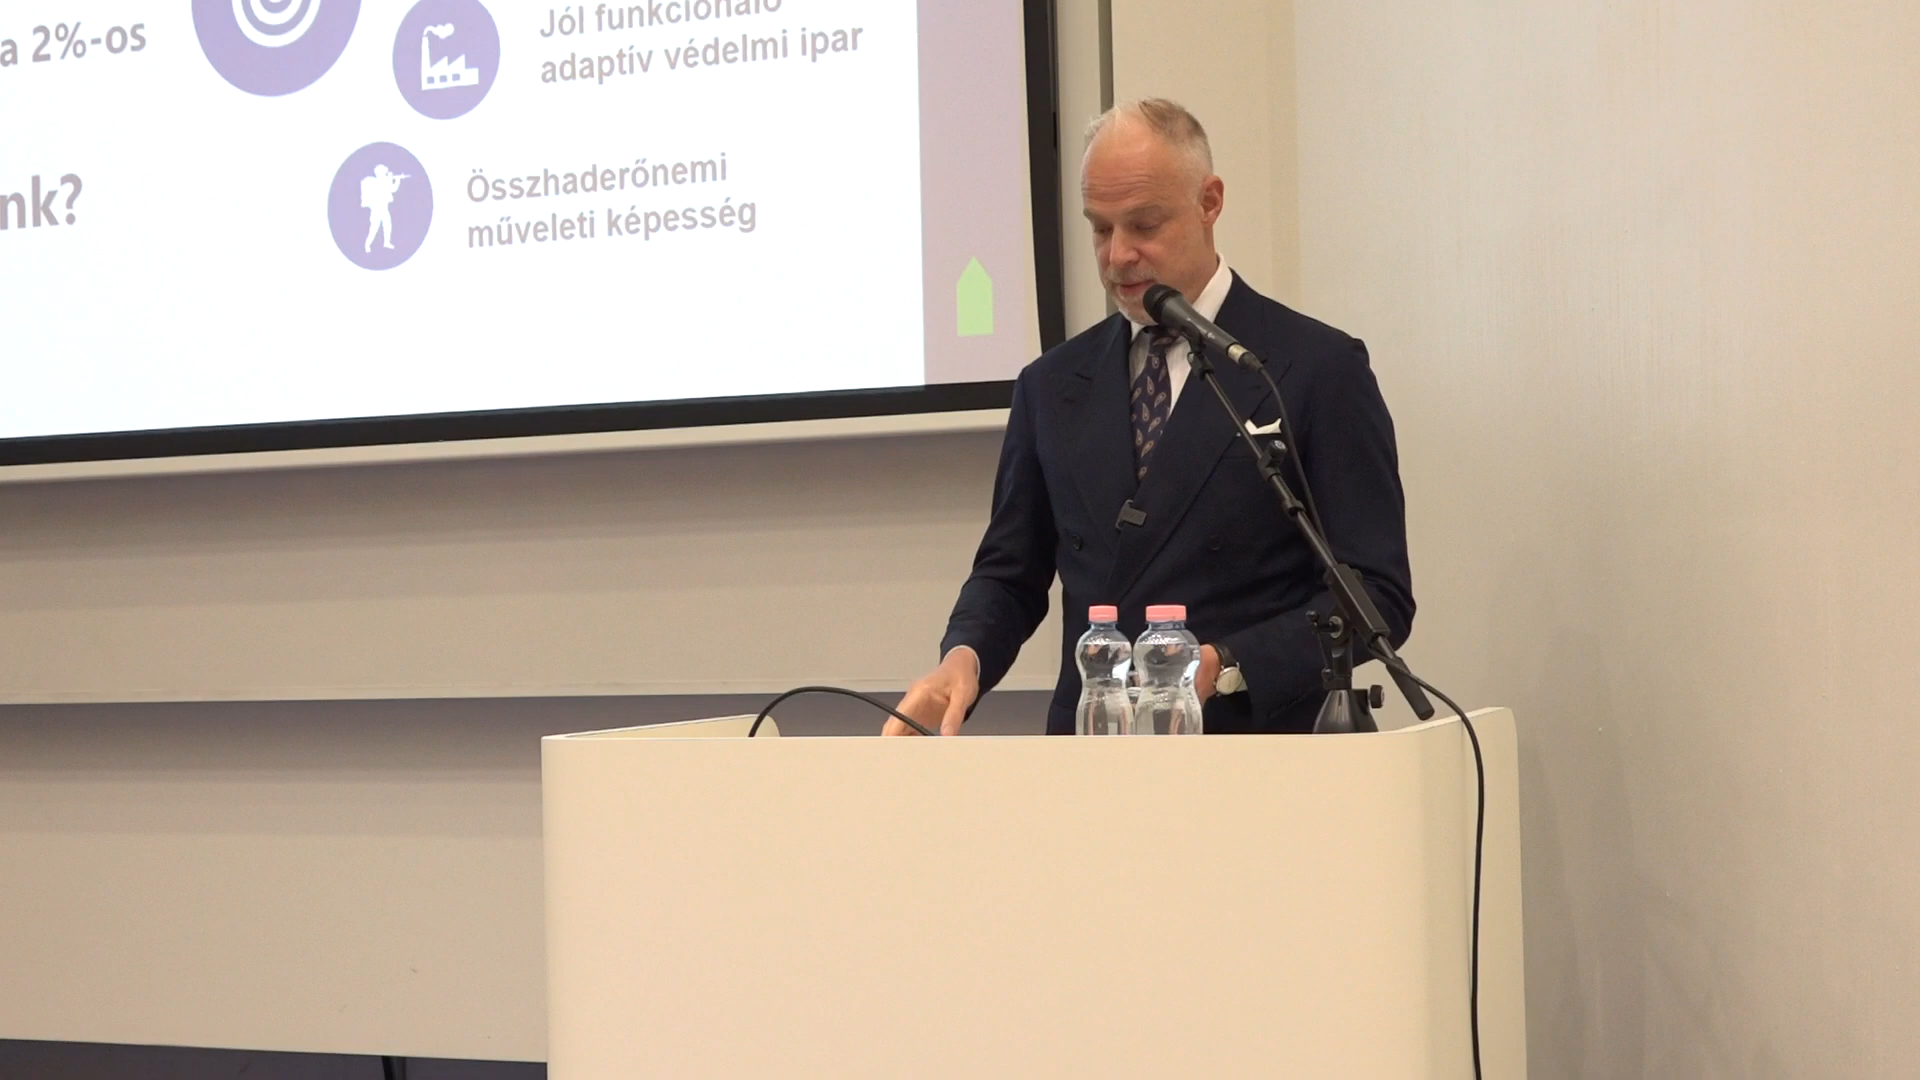 a 2%-os
nk?
Jól funkcionáló
adaptív védelmi ipar
Összhaderőnemi
műveleti képesség